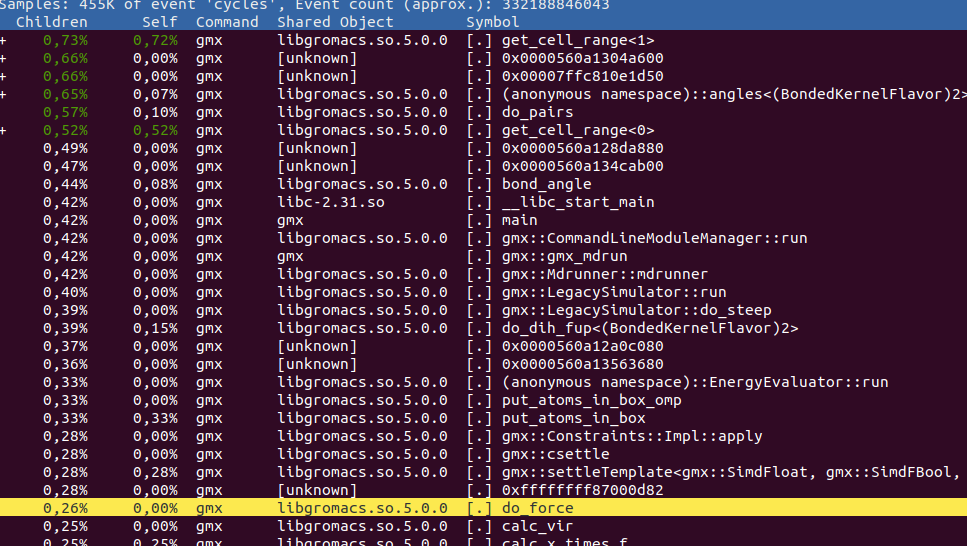 Samples: 455K of event 'cycles', Event count (approx.): 332188846043
Children Self Command Shared Object Symbol
+ 0,73% 0,72% gmx libgromacs.so.5.0.0 [.] get_cell_range<1>
+ 0,66% 0,00% gmx [unknown] [.] 0x0000560a1304a600
+ 0,66% 0,00% gmx [unknown] [.] 0x00007ffc810e1d50
+ 0,65% 0,07% gmx libgromacs.so.5.0.0 [.] (anonymous namespace)::angles<(BondedKernelFlavor)2>
+ 0,57% 0,10% gmx libgromacs.so.5.0.0 [.] do_pairs
+ 0,52% 0,52% gmx libgromacs.so.5.0.0 [.] get_cell_range<0>
0,49% 0,00% gmx [unknown] [.] 0x0000560a128da880
0,47% 0,00% gmx [unknown] [.] 0x0000560a134cab00
0,44% 0,08% gmx libgromacs.so.5.0.0 [.] bond_angle
0,42% 0,00% gmx libc-2.31.so [.] __libc_start_main
0,42% 0,00% gmx gmx [.] main
0,42% 0,00% gmx libgromacs.so.5.0.0 [.] gmx::CommandLineModuleManager::run
0,42% 0,00% gmx gmx [.] gmx::gmx_mdrun
0,42% 0,00% gmx libgromacs.so.5.0.0 [.] gmx::Mdrunner::mdrunner
0,40% 0,00% gmx libgromacs.so.5.0.0 [.] gmx::LegacySimulator::run
0,39% 0,00% gmx libgromacs.so.5.0.0 [.] gmx::LegacySimulator::do_steep
0,39% 0,15% gmx libgromacs.so.5.0.0 [.] do_dih_fup<(BondedKernelFlavor)2>
0,37% 0,00% gmx [unknown] [.] 0x0000560a12a0c080
0,36% 0,00% gmx [unknown] [.] 0x0000560a13563680
0,33% 0,00% gmx libgromacs.so.5.0.0 [.] (anonymous namespace)::EnergyEvaluator::run
0,33% 0,00% gmx libgromacs.so.5.0.0 [.] put_atoms_in_box_omp
0,33% 0,33% gmx libgromacs.so.5.0.0 [.] put_atoms_in_box
0,28% 0,00% gmx libgromacs.so.5.0.0 [.] gmx::Constraints::Impl::apply
0,28% 0,00% gmx libgromacs.so.5.0.0 [.] gmx::csettle
0,28% 0,28% gmx libgromacs.so.5.0.0 [.] gmx::settleTemplate<gmx::SimdFloat, gmx::SimdFBool,
0,28% 0,00% gmx [unknown] [.] 0xffffffff87000d82
0,26% 0,00% gmx libgromacs.so.5.0.0 [.] do_force
0,25% 0,00% gmx libgromacs.so.5.0.0 [.] calc_vir
0,25% 0,25% gmx libgromacs.so.5.0.0 [.] calc_x_times_f